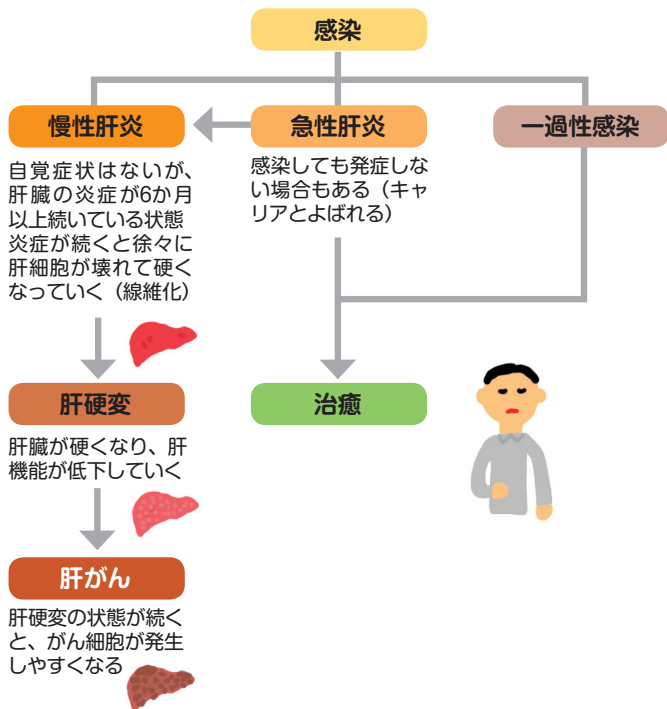 感染
慢性肝炎
急性肝炎
一過性感染
自覚症状はないが、
肝臓の炎症が6か月
以上続いている状態
炎症が続くと徐々に
肝細胞が壊れて硬く
なっていく（線維化）
感染しても発症しな
い場合もある（キャ
リアとよばれる）
肝硬変
治癒
肝臓が硬くなり、肝
機能が低下していく
肝がん
肝硬変の状態が続く
と、がん細胞が発生
しやすくなる